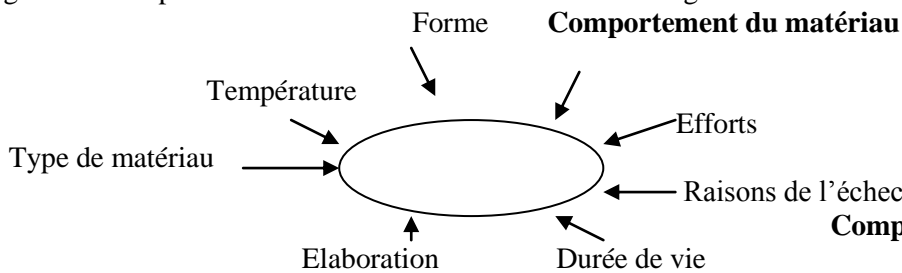 Forme Comportement du matériau
Température
Efforts
Type de matériau
Raisons de l’échec
Comp
Elaboration Durée de vie